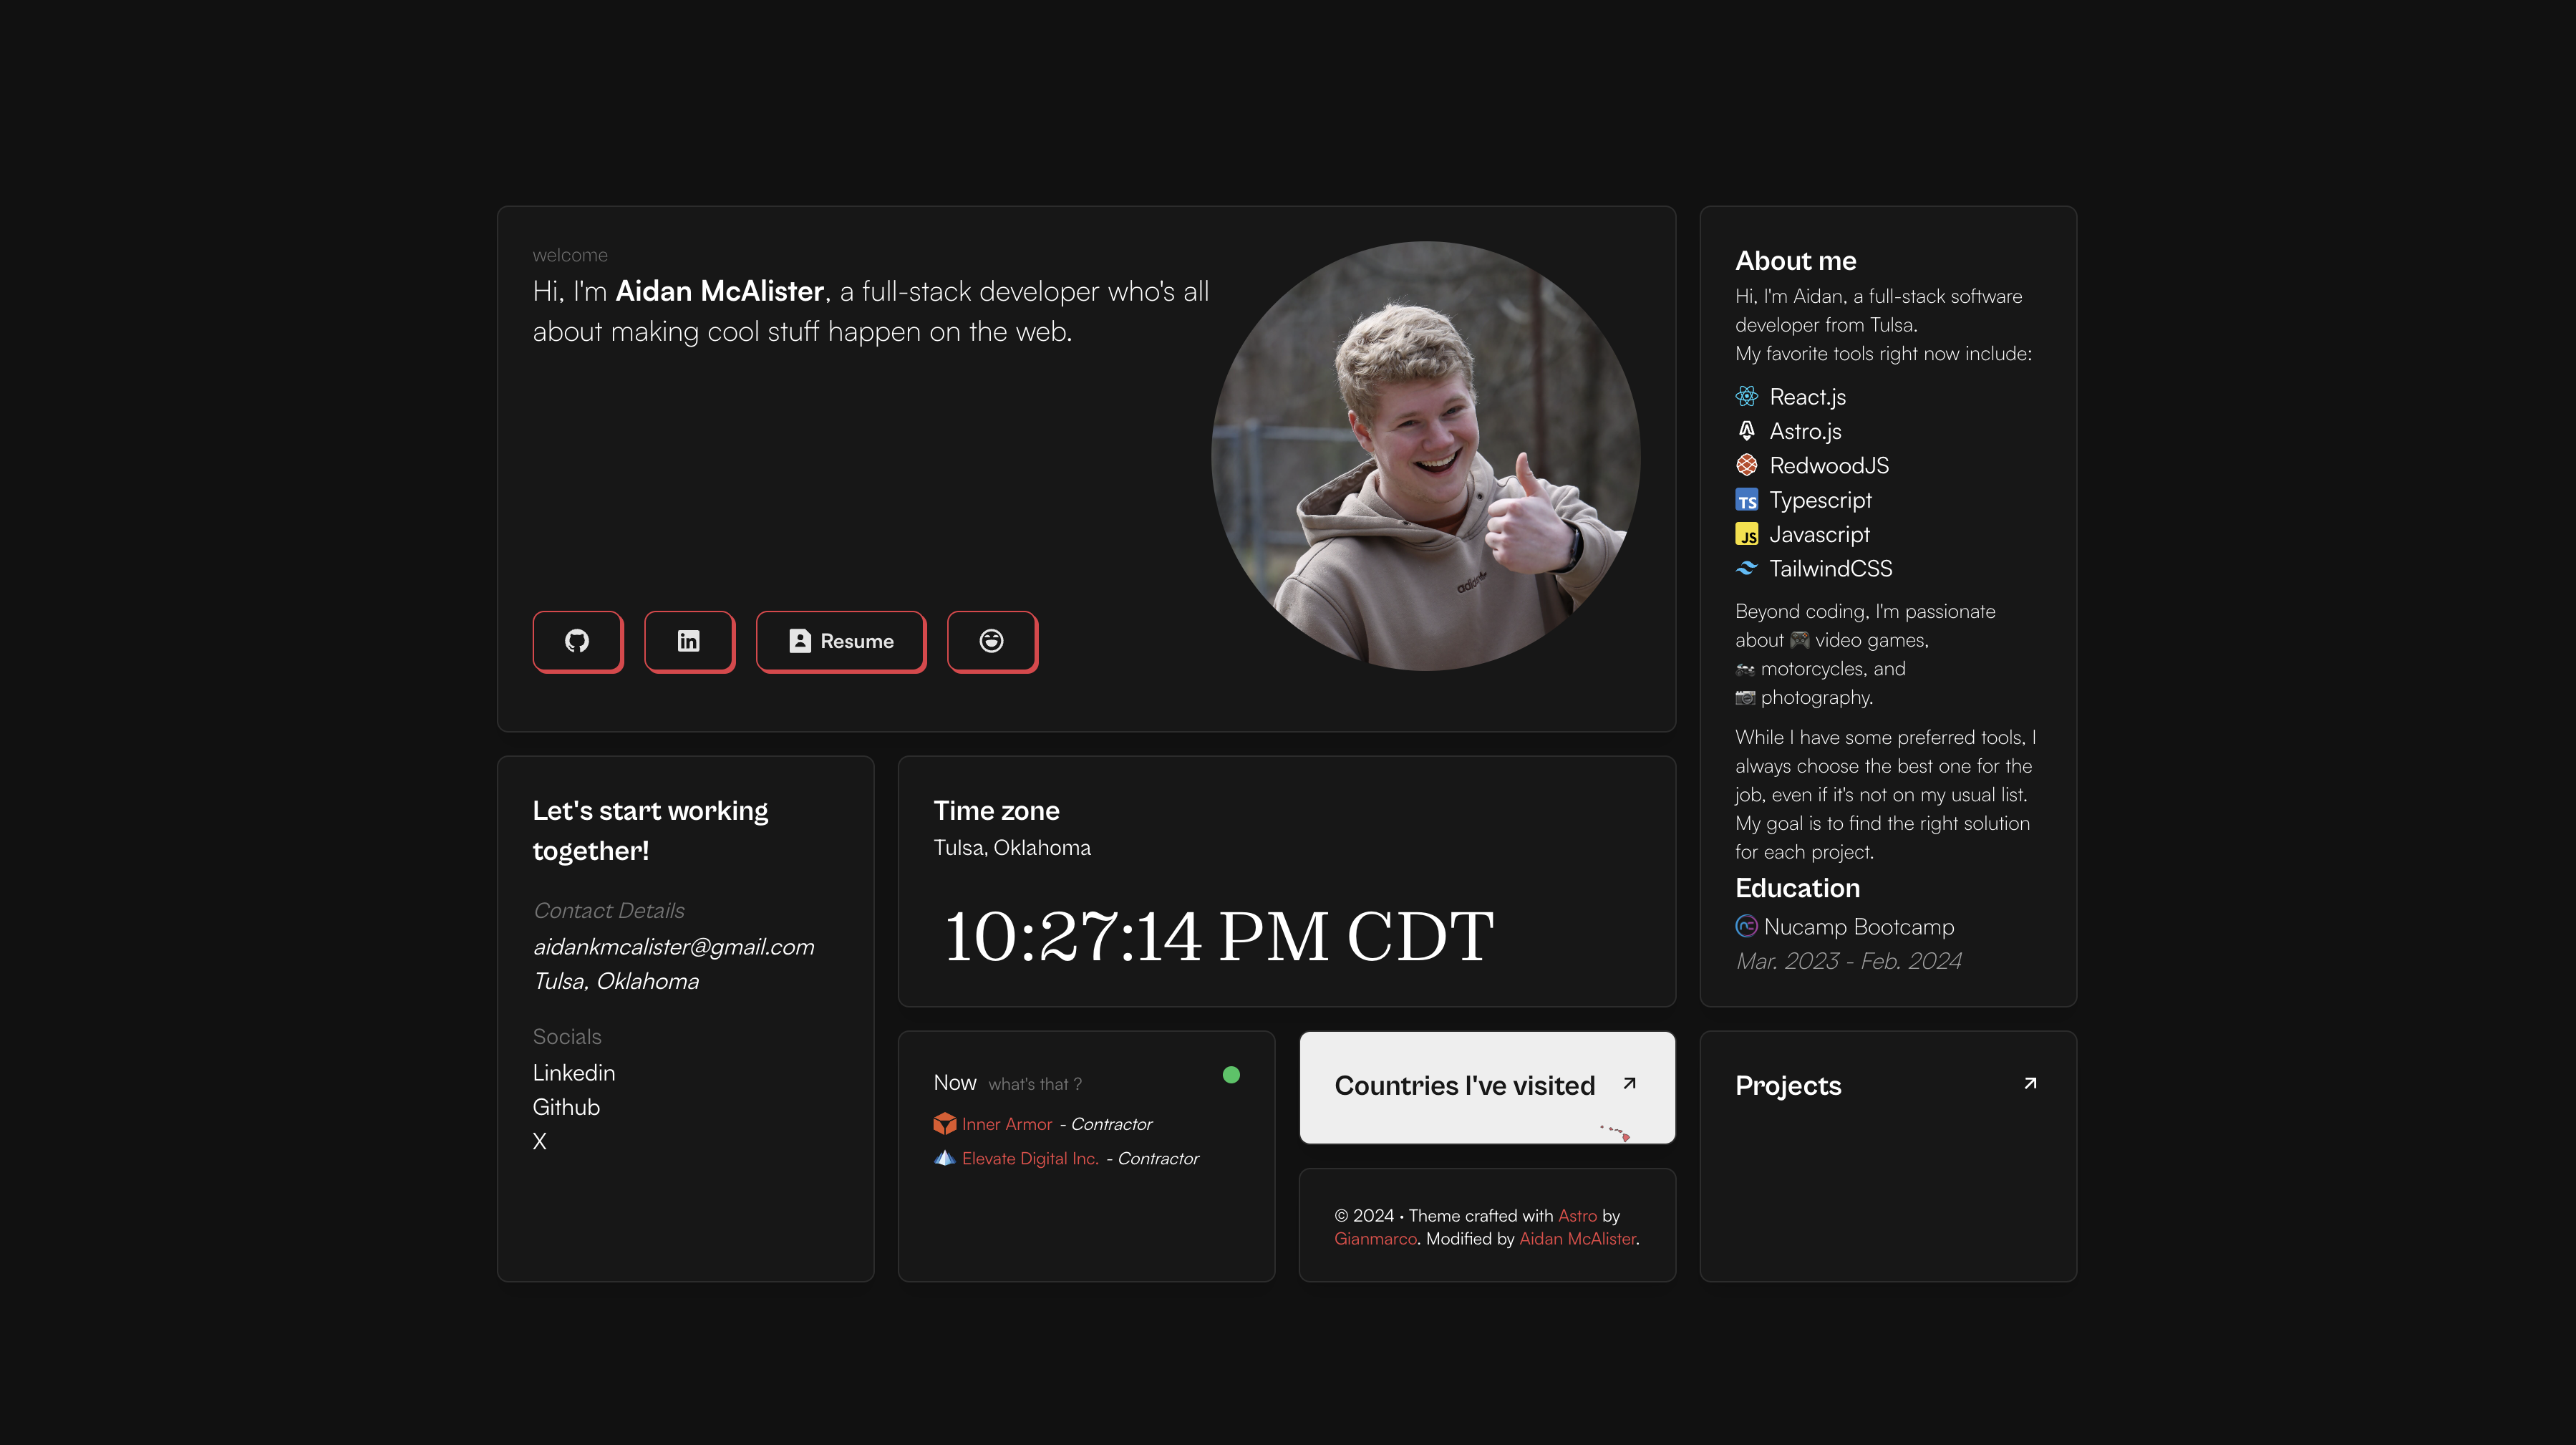 welcome
Hi, I'm Aidan McAlister, a full-stack developer who's all
about making cool stuff happen on the web.
adidas
Resume
About me
Hi, I'm Aidan, a full-stack software
developer from Tulsa.
My favorite tools right now include:
React.js
Astro.js
RedwoodJS
TS Typescript
JS Javascript
TailwindCSS
Beyond coding, I'm passionate
about 🎮 video games,
🏍️ motorcycles, and
📷 photography.
While I have some preferred tools, I
always choose the best one for the
job, even if it's not on my usual list.
My goal is to find the right solution
for each project.
Education
nc Nucamp Bootcamp
Mar. 2023 - Feb. 2024
Let's start working
together!
Contact Details
aidankmcalister@gmail.com
Tulsa, Oklahoma
Socials
Linkedin
Github
X
Time zone
Tulsa, Oklahoma
10:27:14 PM CDT
Now what's that ?
Inner Armor - Contractor
Elevate Digital Inc. - Contractor
Countries I've visited
© 2024 · Theme crafted with Astro by
Gianmarco. Modified by Aidan McAlister.
Projects